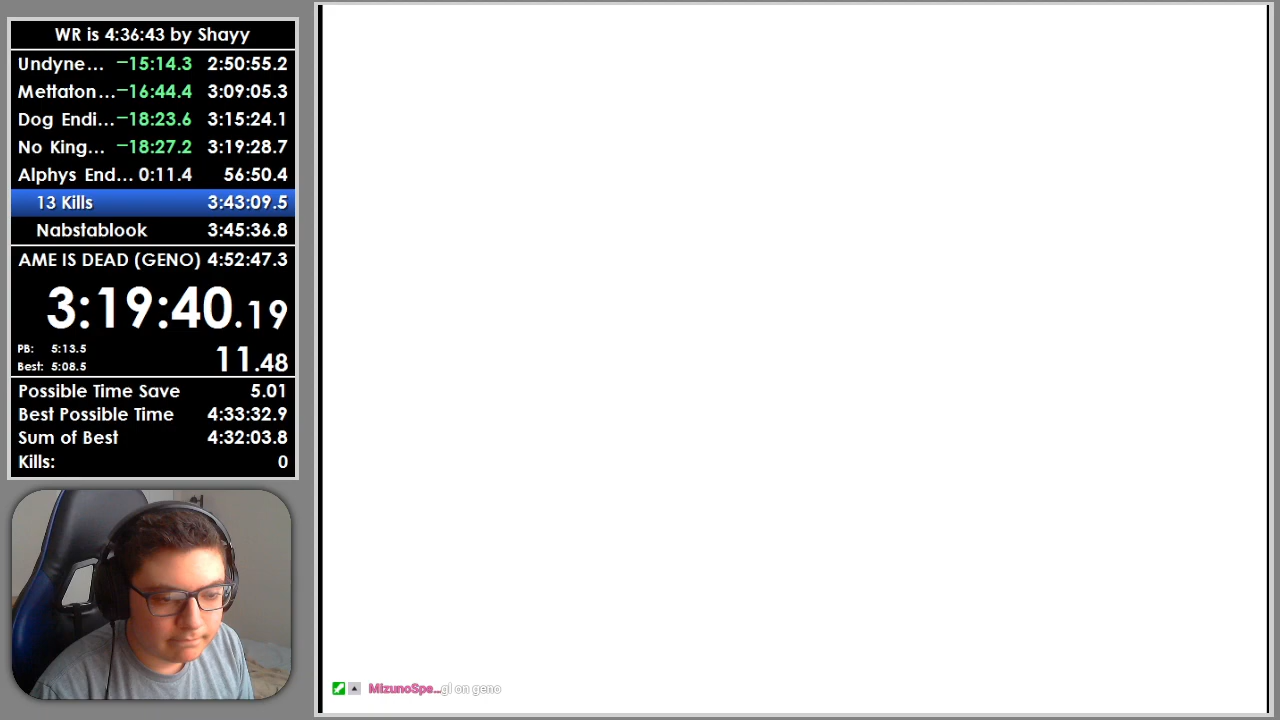 WR is 4:36:43 by Shayy
Undyne... −15:14.3 2:50:55.2
Mettaton... −16:44.4 3:09:05.3
Dog Endi... −18:23.6 3:15:24.1
No King... −18:27.2 3:19:28.7
Alphys End... 0:11.4 56:50.4
13 Kills 3:43:09.5
Nabstablook 3:45:36.8
AME IS DEAD (GENO) 4:52:47.3
3:19:40.19
PB: 5:13.5
Best: 5:08.5
11.48
Possible Time Save 5.01
Best Possible Time 4:33:32.9
Sum of Best 4:32:03.8
Kills: 0
MizunoSpe... gl on geno